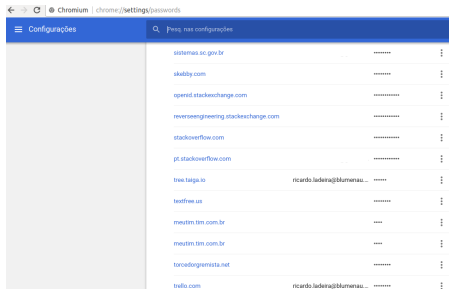 Chromium | chrome://settings/passwords
Configurações
Pesq. nas configurações
sistemas.sc.gov.br ••••••••
skebby.com ••••••••
openid.stackexchange.com ••••••••••••
reverseengineering.stackexchange.com ••••••••••••
stackoverflow.com ••••••••••••
pt.stackoverflow.com ••••••••••••
tree.taiga.io ricardo.ladeira@blumenau... ••••••
textfree.us ••••••••
meutim.tim.com.br ••••
meutim.tim.com.br ••••
torcedorgremista.net ••••••••
trello.com ricardo.ladeira@blumenau... ••••••••